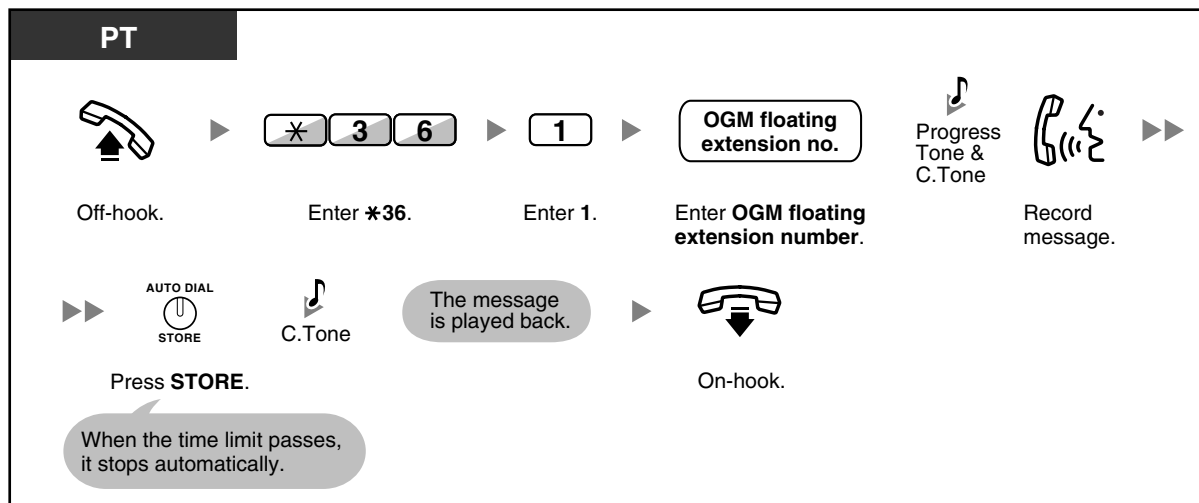 PT
✳ 3 6
1
OGM floating
extension no.
Progress
Tone &
C.Tone
Off-hook.
Enter ✳36.
Enter 1.
Enter OGM floating
extension number.
Record
message.
AUTO DIAL
STORE
C.Tone
The message
is played back.
Press STORE.
On-hook.
When the time limit passes,
it stops automatically.